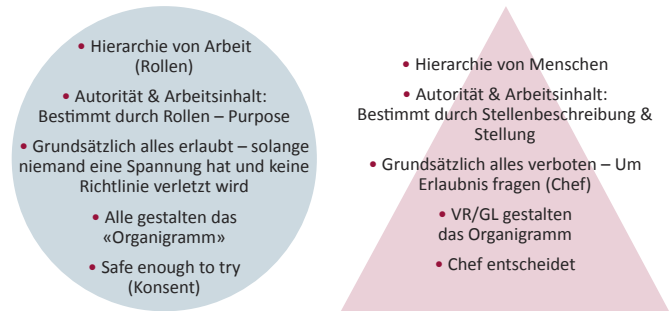 • Hierarchie von Arbeit
(Rollen)
• Autorität & Arbeitsinhalt:
Bestimmt durch Rollen – Purpose
• Grundsätzlich alles erlaubt – solange
niemand eine Spannung hat und keine
Richtlinie verletzt wird
• Alle gestalten das
«Organigramm»
• Safe enough to try
(Konsent)
• Hierarchie von Menschen
• Autorität & Arbeitsinhalt:
Bestimmt durch Stellenbeschreibung &
Stellung
• Grundsätzlich alles verboten – Um
Erlaubnis fragen (Chef)
• VR/GL gestalten
das Organigramm
• Chef entscheidet